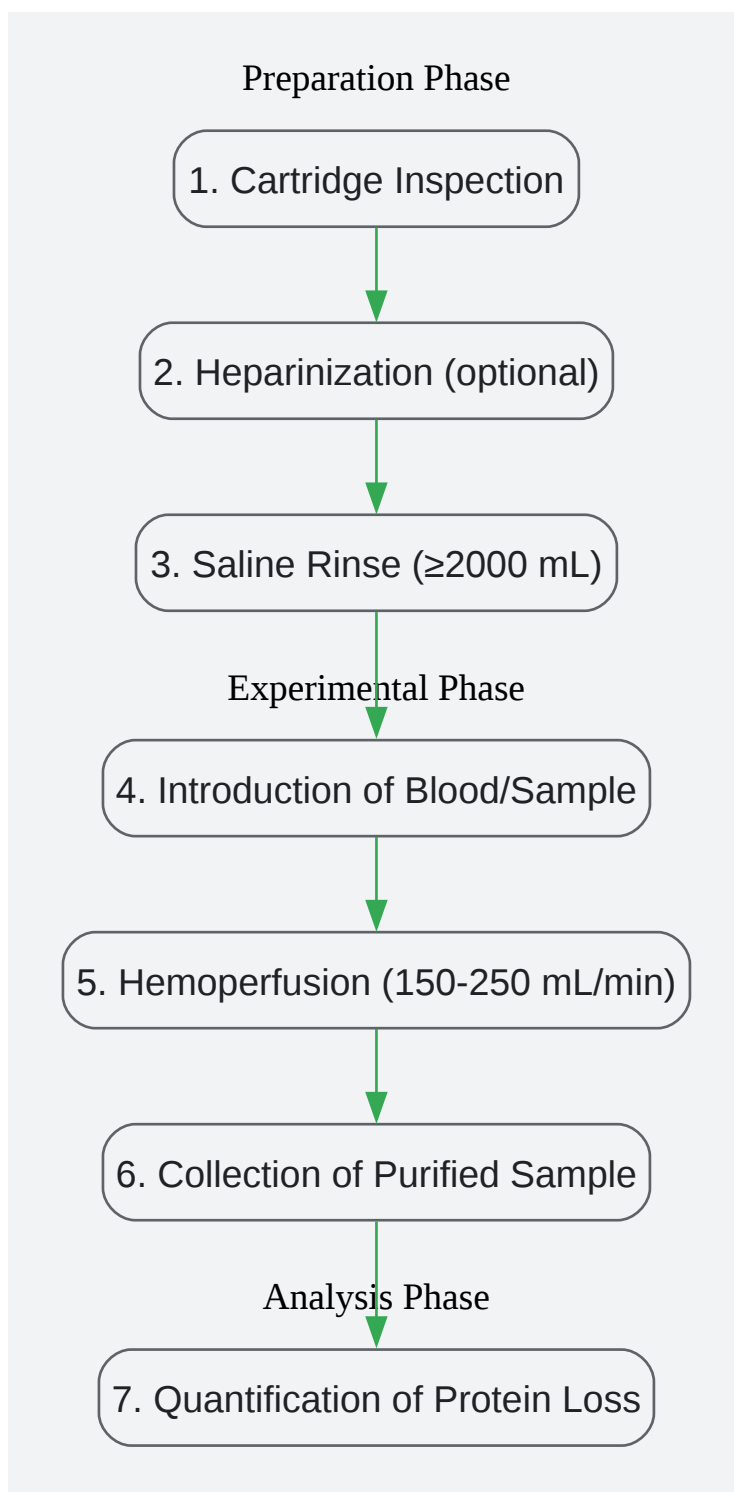 Preparation Phase
1. Cartridge Inspection
2. Heparinization (optional)
3. Saline Rinse (≥2000 mL)
Experimental Phase
4. Introduction of Blood/Sample
5. Hemoperfusion (150-250 mL/min)
6. Collection of Purified Sample
Analysis Phase
7. Quantification of Protein Loss